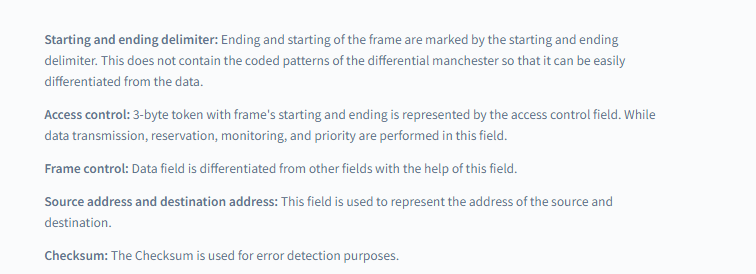 Starting and ending delimiter: Ending and starting of the frame are marked by the starting and ending
delimiter. This does not contain the coded patterns of the differential manchester so that it can be easily
differentiated from the data.
Access control: 3-byte token with frame's starting and ending is represented by the access control field. While
data transmission, reservation, monitoring, and priority are performed in this field.
Frame control: Data field is differentiated from other fields with the help of this field.
Source address and destination address: This field is used to represent the address of the source and
destination.
Checksum: The Checksum is used for error detection purposes.